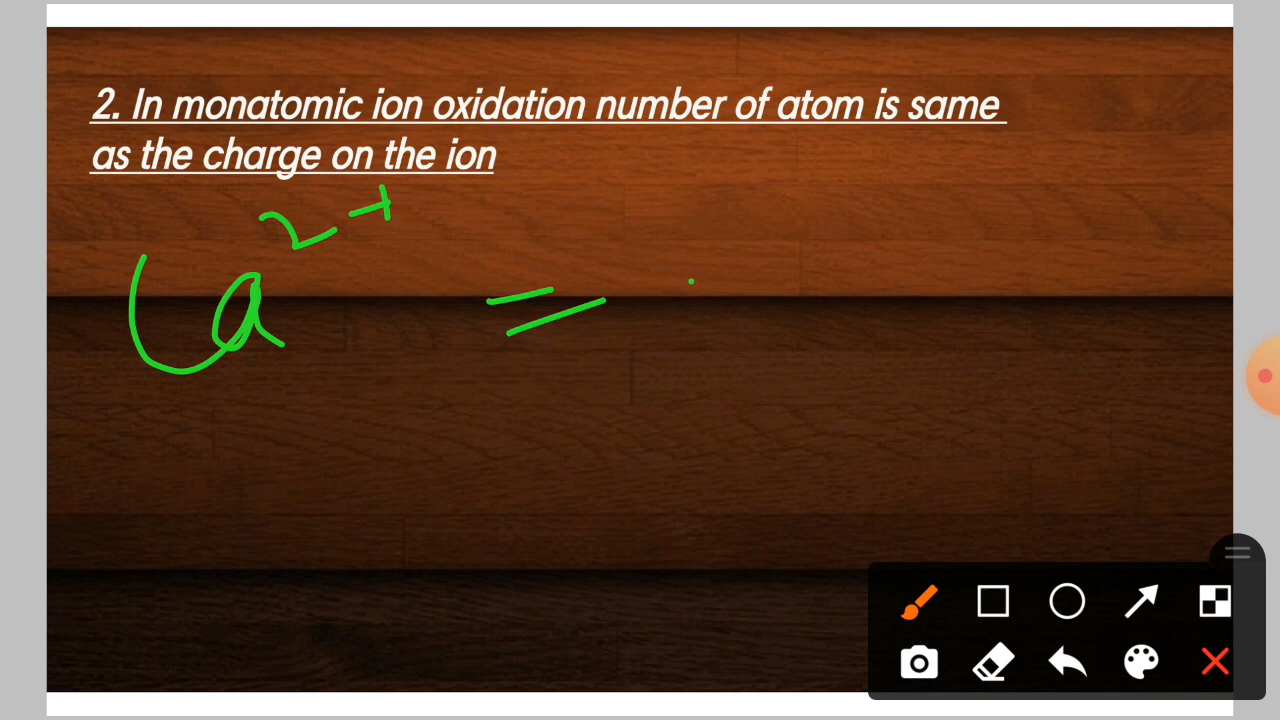 2. In monatomic ion oxidation number of atom is same
as the charge on the ion
Ca²⁺ =